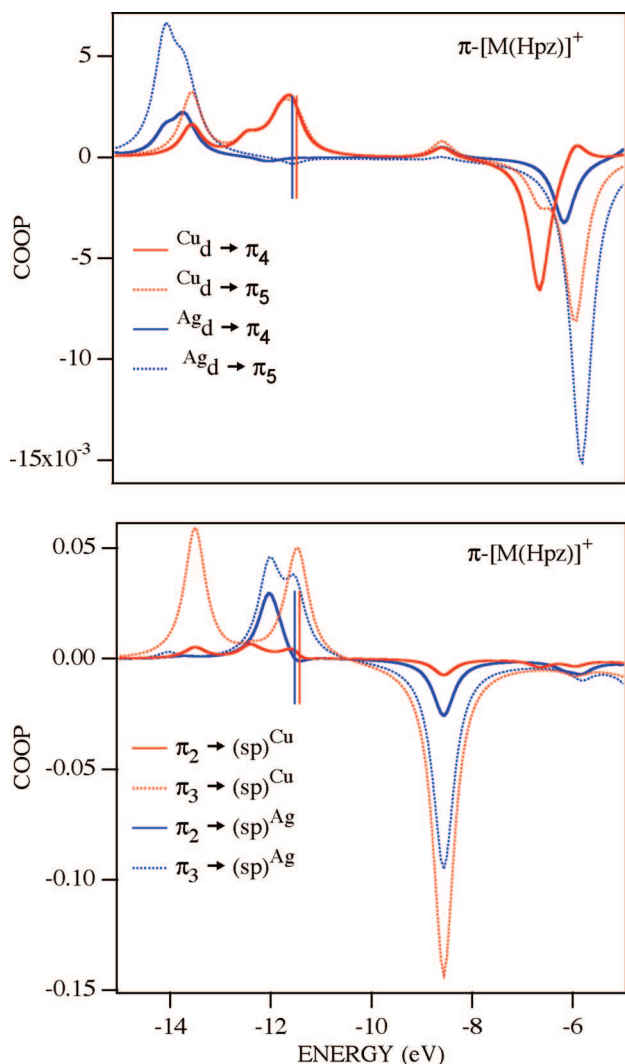 π-[M(Hpz)]⁺
5
0
-5
-10
-15x10⁻³
COOP
ᶜᵘd → π₄
ᶜᵘd → π₅
ᴬᵍd → π₄
ᴬᵍd → π₅
π-[M(Hpz)]⁺
0.05
0.00
-0.05
-0.10
-0.15
COOP
π₂ → (sp)ᶜᵘ
π₃ → (sp)ᶜᵘ
π₂ → (sp)ᴬᵍ
π₃ → (sp)ᴬᵍ
-14 -12 -10 -8 -6
ENERGY (eV)